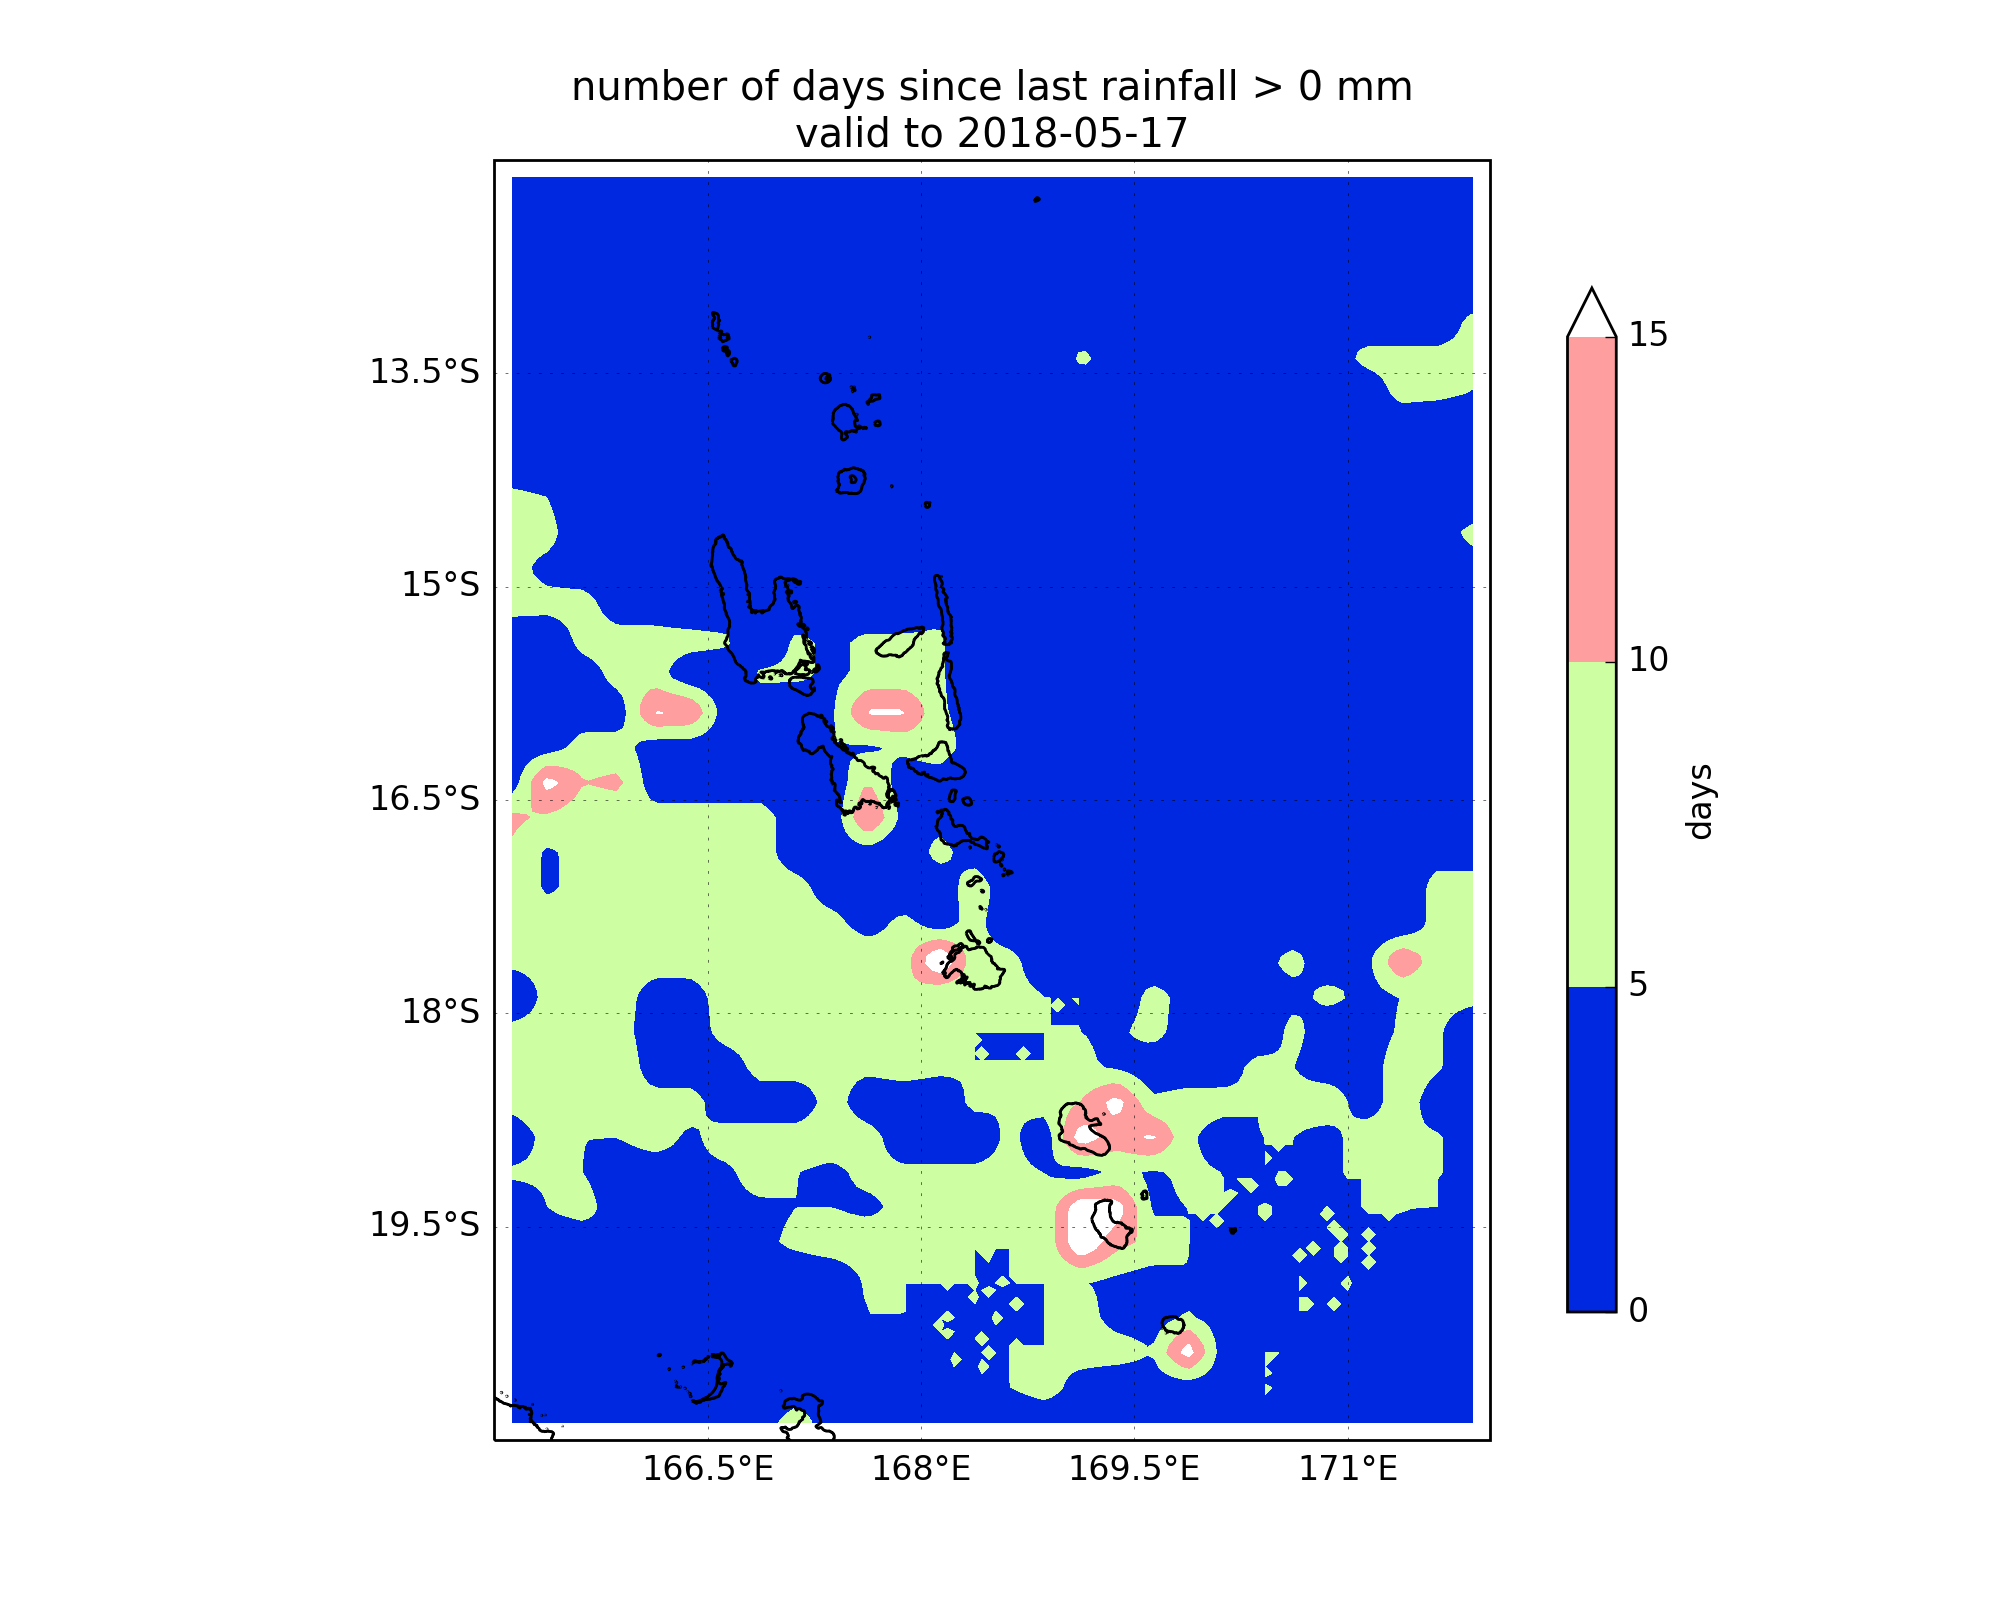 number of days since last rainfall > 0 mm
valid to 2018-05-17
13.5°S
15°S
16.5°S
18°S
19.5°S
166.5°E
168°E
169.5°E
171°E
15
10
5
0
days